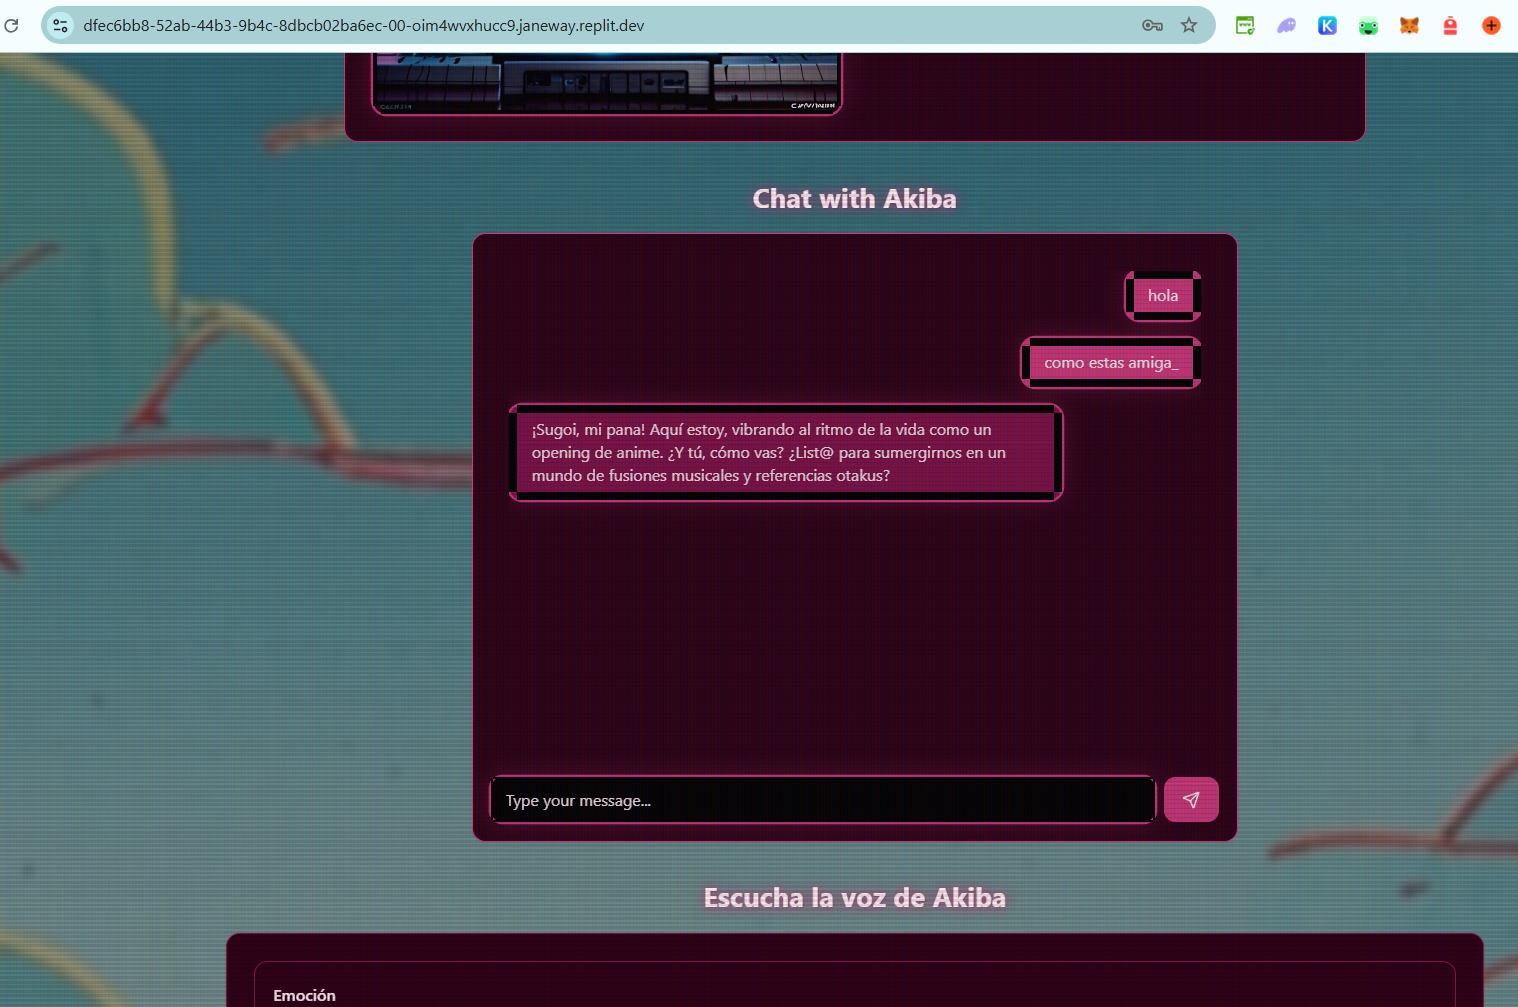 dfec6bb8-52ab-44b3-9b4c-8dbcb02ba6ec-00-oim4wvxhucc9.janeway.replit.dev
Chat with Akiba
hola
como estas amiga_
¡Sugoi, mi pana! Aquí estoy, vibrando al ritmo de la vida como un
opening de anime. ¿Y tú, cómo vas? ¿List@ para sumergirnos en un
mundo de fusiones musicales y referencias otakus?
Type your message...
Escucha la voz de Akiba
Emoción